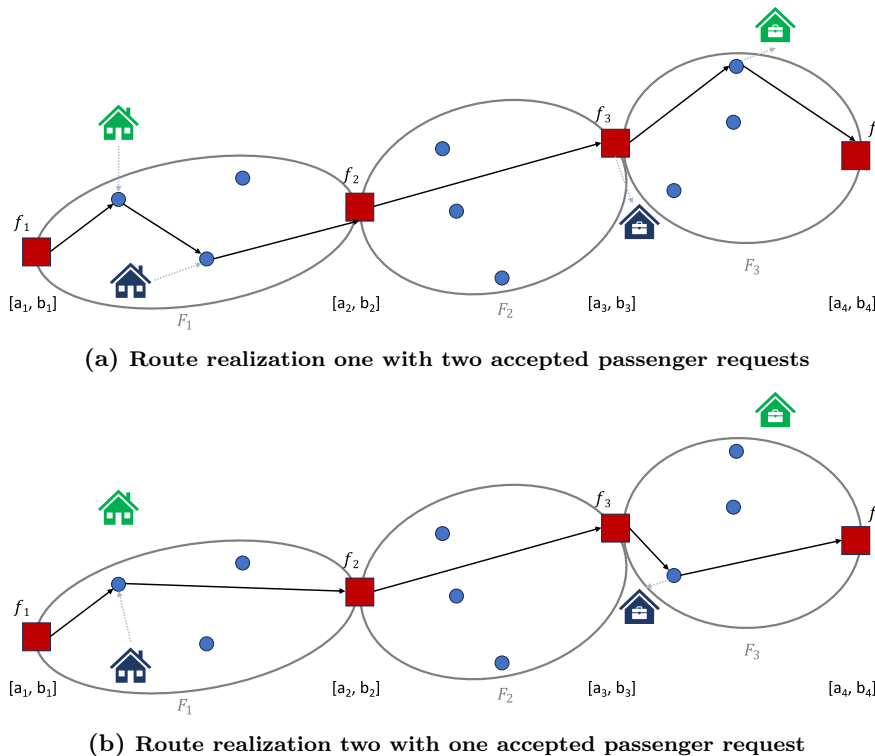 f₃
f
f₂
f₁
F₃
[a₁, b₁] [a₂, b₂] [a₃, b₃] [a₄, b₄]
F₁ F₂
(a) Route realization one with two accepted passenger requests
f₃
f
f₂
f₁
F₃
[a₁, b₁] [a₂, b₂] [a₃, b₃] [a₄, b₄]
F₁ F₂
(b) Route realization two with one accepted passenger request